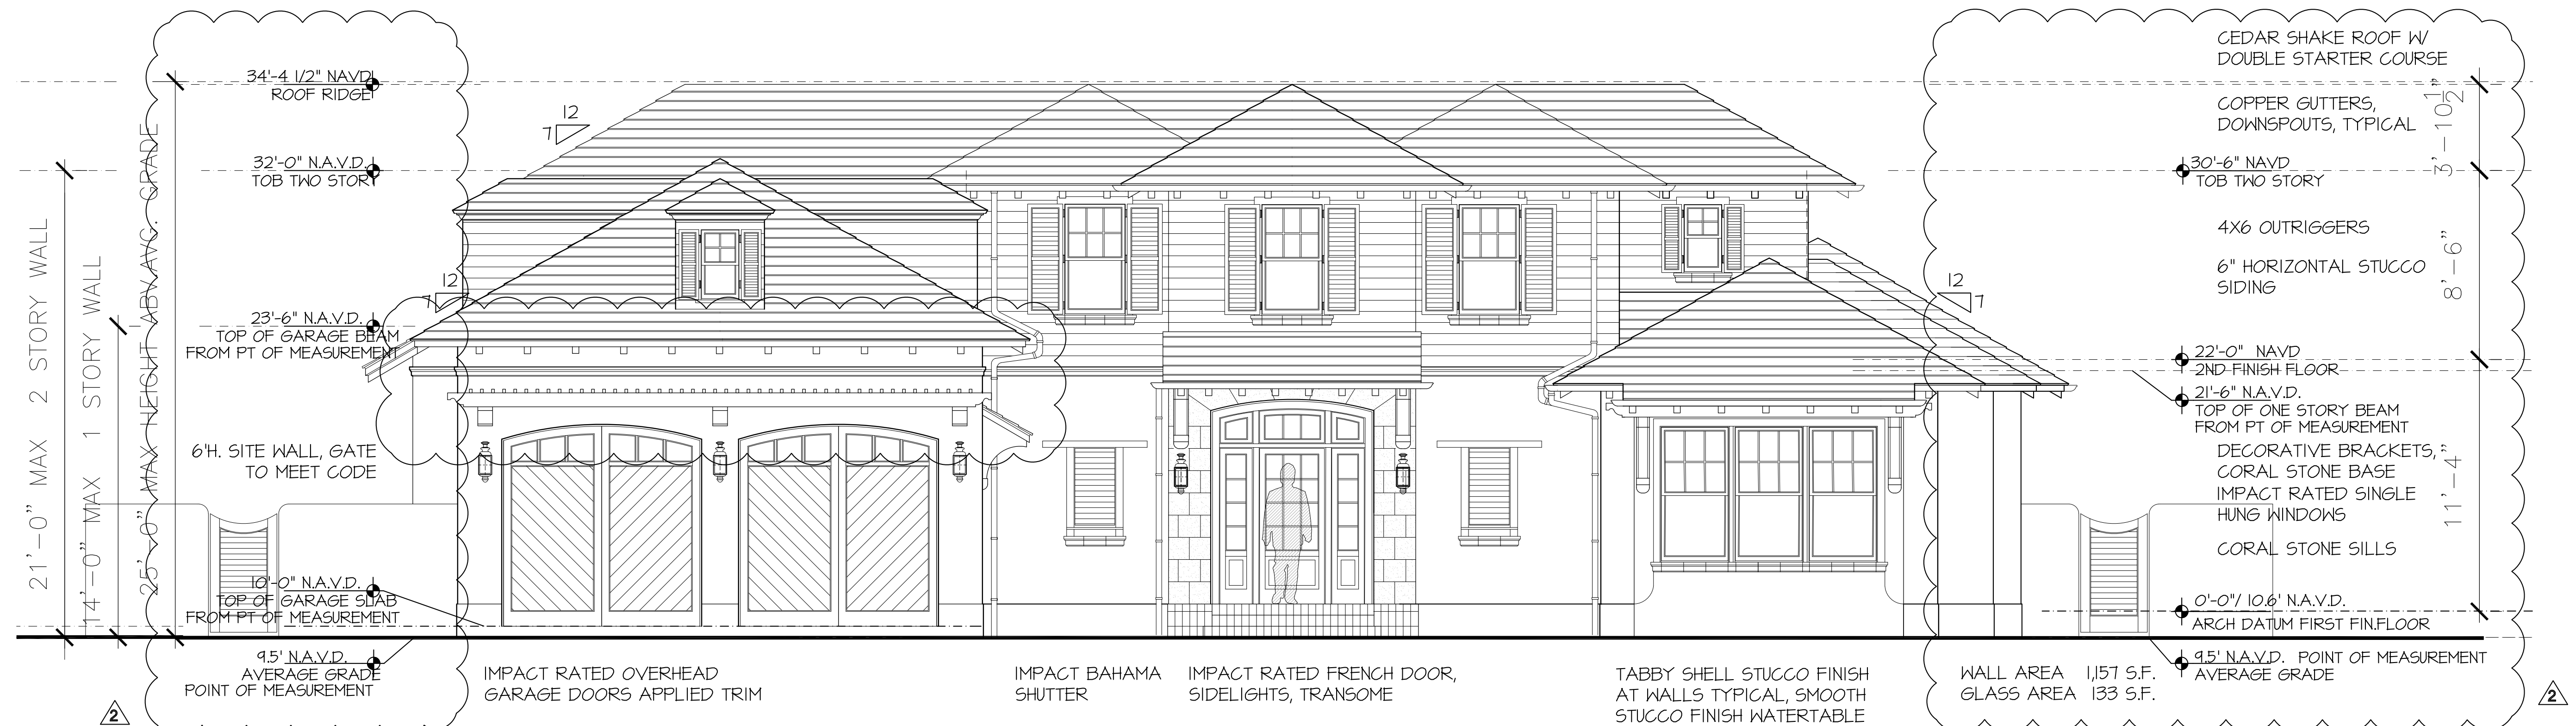 21'-0" MAX 2 STORY WALL
14'-0" MAX 1 STORY WALL
25'-0" MAX HEIGHT ABV AVG. GRADE
34'-4 1/2" NAVD
ROOF RIDGE
32'-0" N.A.V.D.
TOB TWO STORY
23'-6" N.A.V.D.
TOP OF GARAGE BEAM
FROM PT OF MEASUREMENT
6'H. SITE WALL, GATE
TO MEET CODE
10'-0" N.A.V.D.
TOP OF GARAGE SLAB
FROM PT OF MEASUREMENT
9.5' N.A.V.D.
AVERAGE GRADE
POINT OF MEASUREMENT
2
12
7
12
7
IMPACT RATED OVERHEAD
GARAGE DOORS APPLIED TRIM
IMPACT BAHAMA
SHUTTER
IMPACT RATED FRENCH DOOR,
SIDELIGHTS, TRANSOME
TABBY SHELL STUCCO FINISH
AT WALLS TYPICAL, SMOOTH
STUCCO FINISH WATERTABLE
WALL AREA 1,157 S.F.
GLASS AREA 133 S.F.
12
7
CEDAR SHAKE ROOF W/
DOUBLE STARTER COURSE
COPPER GUTTERS,
DOWNSPOUTS, TYPICAL
30'-6" NAVD
TOB TWO STORY
4X6 OUTRIGGERS
6" HORIZONTAL STUCCO
SIDING
22'-0" NAVD
2ND FINISH FLOOR
21'-6" N.A.V.D.
TOP OF ONE STORY BEAM
FROM PT OF MEASUREMENT
DECORATIVE BRACKETS,
CORAL STONE BASE
IMPACT RATED SINGLE
HUNG WINDOWS
CORAL STONE SILLS
0'-0"/ 10.6' N.A.V.D.
ARCH DATUM FIRST FIN.FLOOR
9.5' N.A.V.D. POINT OF MEASUREMENT
AVERAGE GRADE
3'-10 1/2"
8'-6"
11'-4"
2